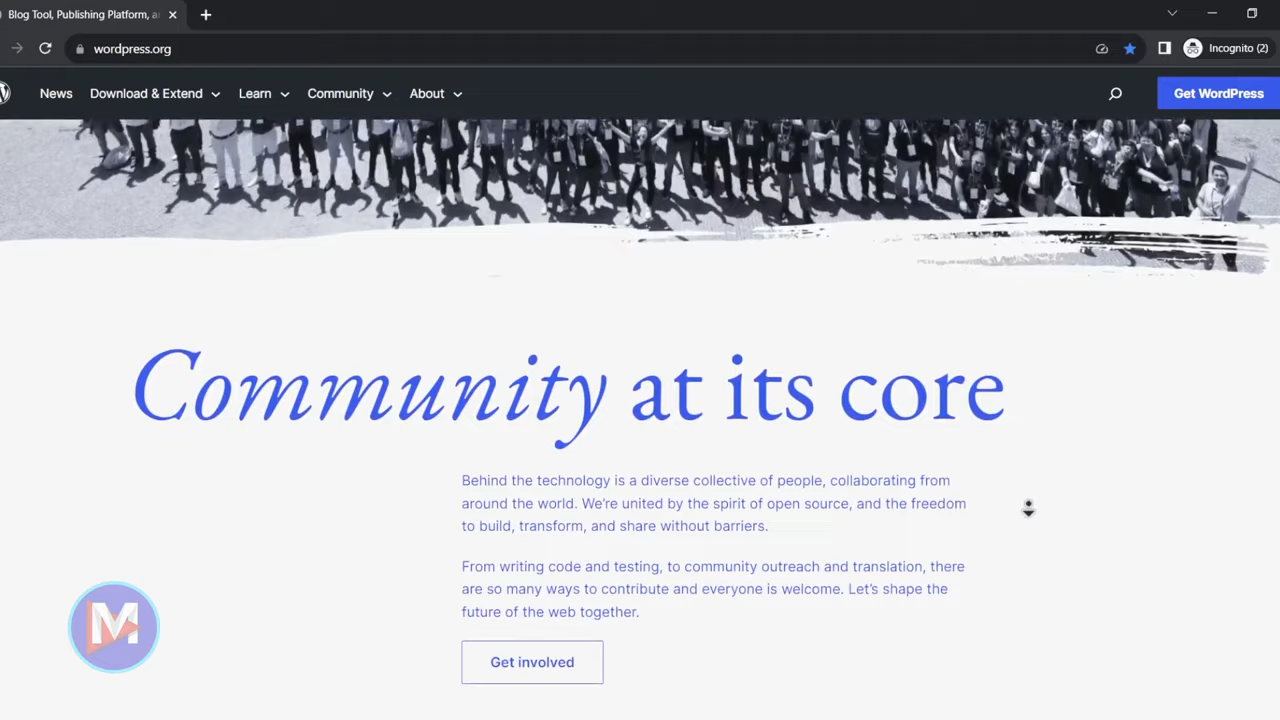 Blog Tool, Publishing Platform, a
wordpress.org
Incognito (2)
News
Download & Extend
Learn
Community
About
Get WordPress
Community at its core
Behind the technology is a diverse collective of people, collaborating from
around the world. We’re united by the spirit of open source, and the freedom
to build, transform, and share without barriers.
From writing code and testing, to community outreach and translation, there
are so many ways to contribute and everyone is welcome. Let’s shape the
future of the web together.
M
Get involved